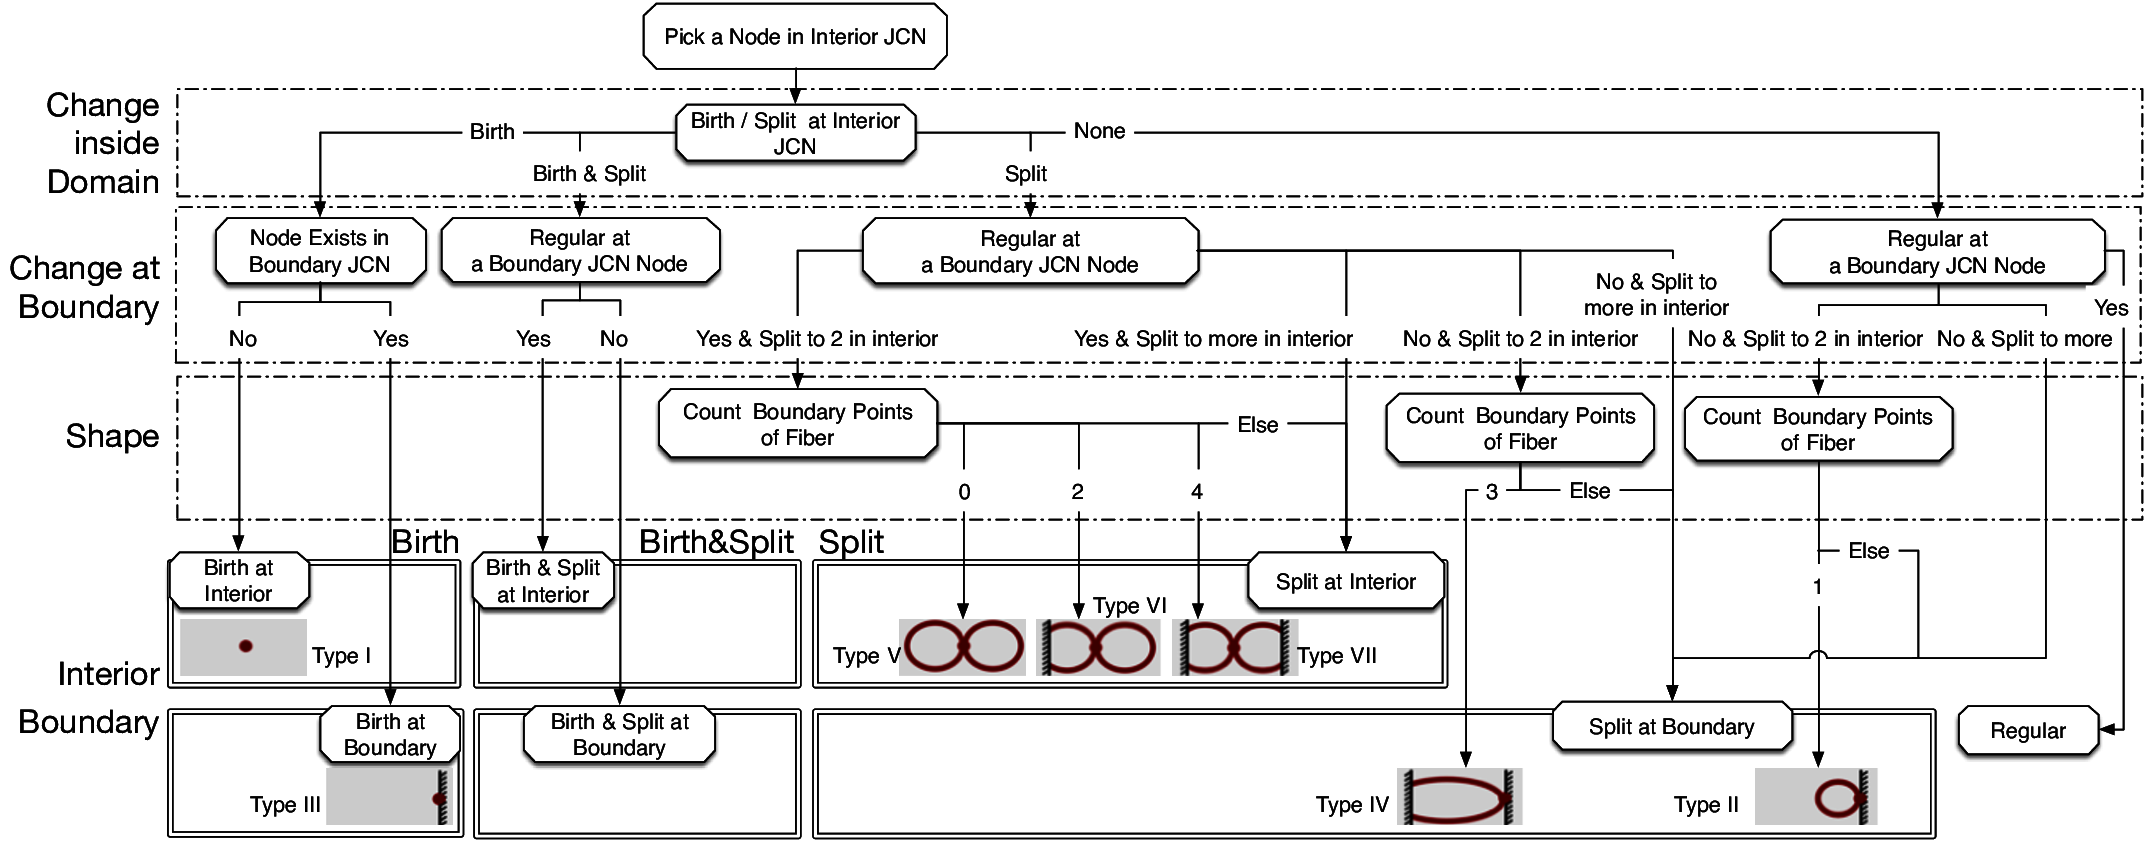 Pick a Node in Interior JCN
Change
inside
Domain
Birth / Split at Interior
JCN
Birth
Birth & Split
Split
None
Change at
Boundary
Node Exists in
Boundary JCN
Regular at
a Boundary JCN Node
Regular at
a Boundary JCN Node
Regular at
a Boundary JCN Node
No
Yes
Yes
No
Yes & Split to 2 in interior
Yes & Split to more in interior
No & Split to 2 in interior
No & Split to
more in interior
No & Split to 2 in interior
No & Split to more
Yes
Shape
Count Boundary Points
of Fiber
Count Boundary Points
of Fiber
Count Boundary Points
of Fiber
0
2
4
Else
3
Else
Else
1
Birth
Birth&Split
Split
Birth at
Interior
Birth & Split
at Interior
Split at Interior
Interior
Type I
Type V
Type VI
Type VII
Boundary
Birth at
Boundary
Birth & Split at
Boundary
Split at Boundary
Regular
Type III
Type IV
Type II